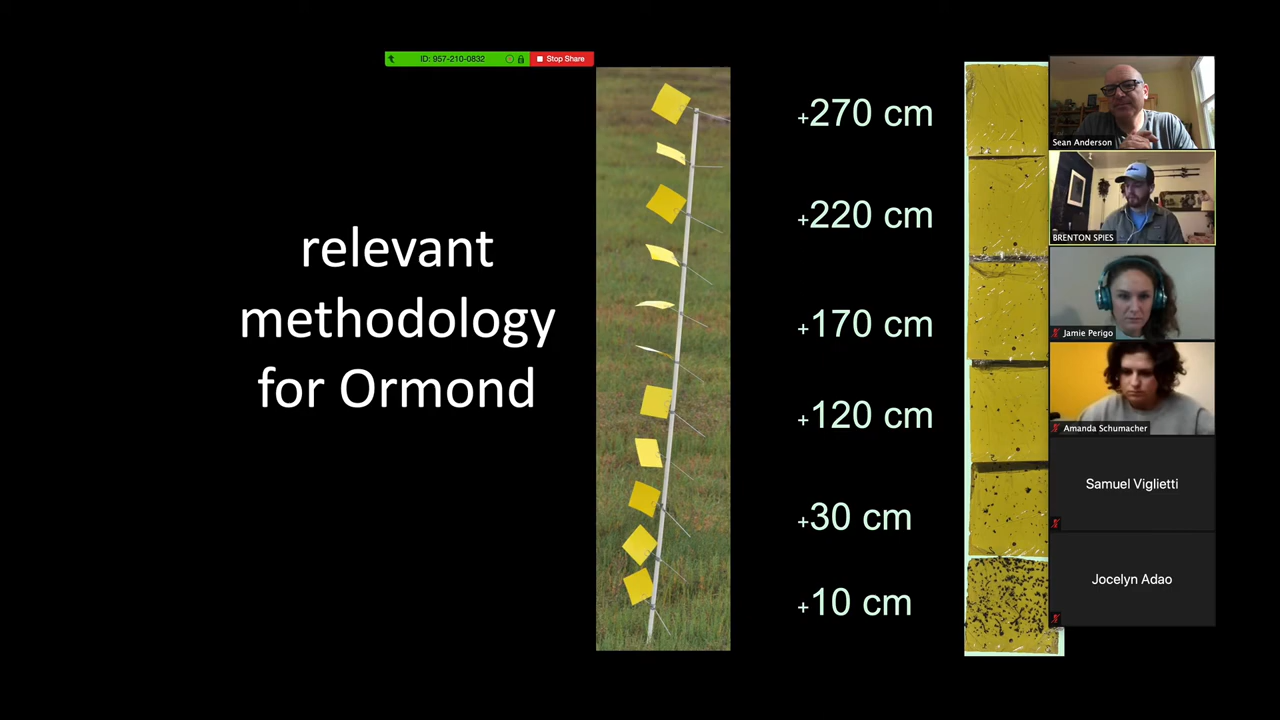 ID: 957-210-0832
Stop Share
relevant
methodology
for Ormond
+270 cm
+220 cm
+170 cm
+120 cm
+30 cm
+10 cm
Sean Anderson
BRENTON SPIES
Jamie Perigo
Amanda Schumacher
Samuel Viglietti
Jocelyn Adao